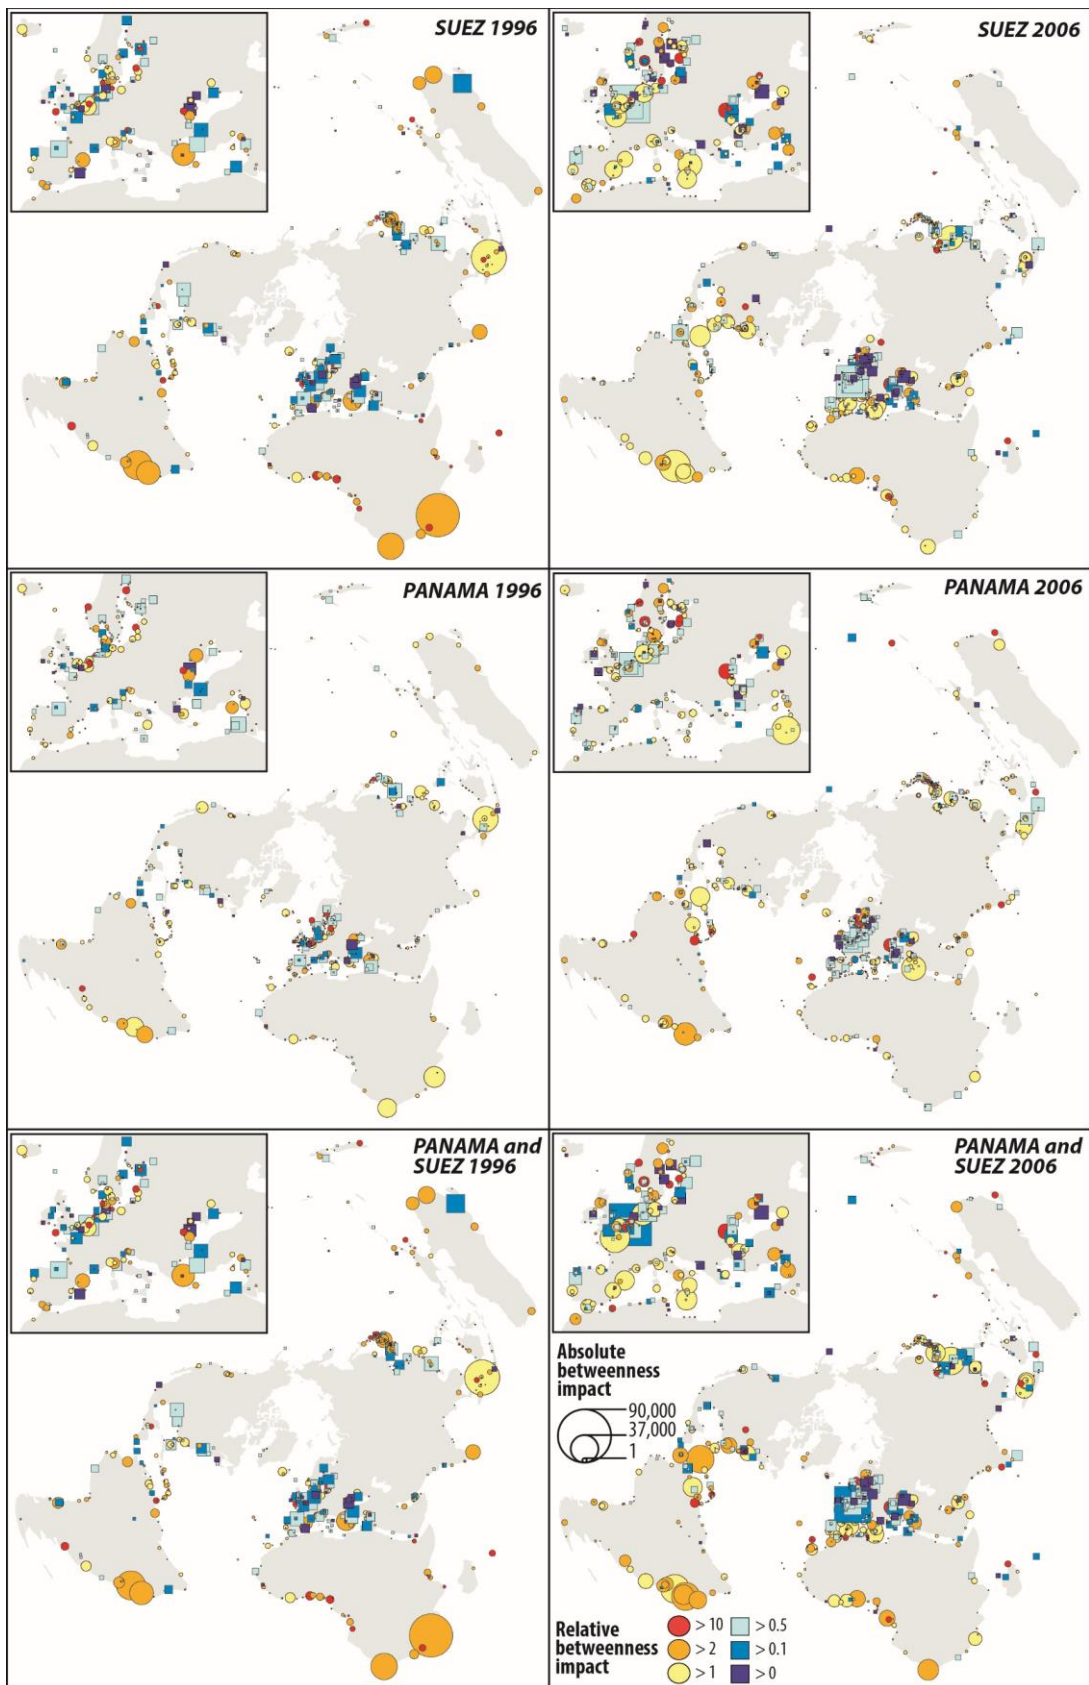 SUEZ 1996
SUEZ 2006
PANAMA 1996
PANAMA 2006
PANAMA and
SUEZ 1996
PANAMA and
SUEZ 2006
Absolute
betweenness
impact
90,000
37,000
1
Relative
betweenness
impact
> 10
> 2
> 1
> 0.5
> 0.1
> 0